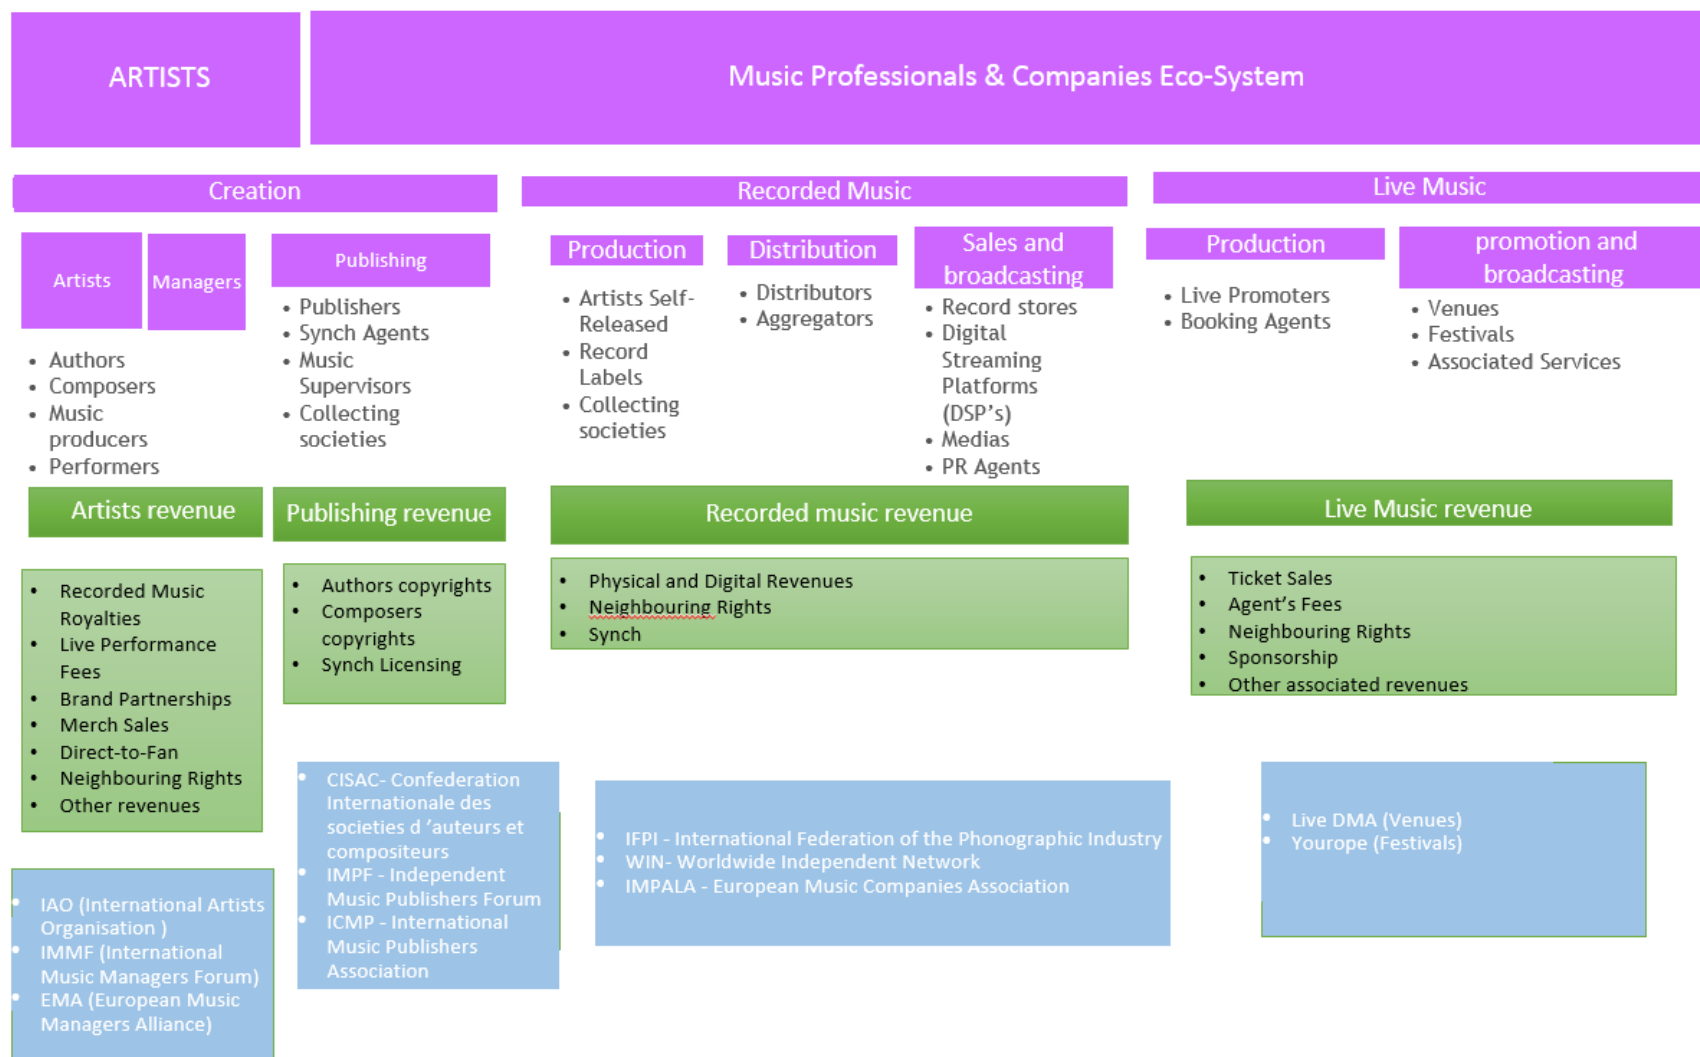 ARTISTS
Music Professionals & Companies Eco-System
Creation
Artists
Managers
• Authors
• Composers
• Music
producers
• Performers
Publishing
• Publishers
• Synch Agents
• Music
Supervisors
• Collecting
societies
Recorded Music
Production
• Artists Self-
Released
• Record
Labels
• Collecting
societies
Distribution
• Distributors
• Aggregators
Sales and
broadcasting
• Record stores
• Digital
Streaming
Platforms
(DSP's)
• Medias
• PR Agents
Live Music
Production
• Live Promoters
• Booking Agents
promotion and
broadcasting
• Venues
• Festivals
• Associated Services
Artists revenue
• Recorded Music
Royalties
• Live Performance
Fees
• Brand Partnerships
• Merch Sales
• Direct-to-Fan
• Neighbouring Rights
• Other revenues
Publishing revenue
• Authors copyrights
• Composers
copyrights
• Synch Licensing
Recorded music revenue
• Physical and Digital Revenues
• Neighbouring Rights
• Synch
Live Music revenue
• Ticket Sales
• Agent's Fees
• Neighbouring Rights
• Sponsorship
• Other associated revenues
• IAO (International Artists
Organisation )
• IMMF (International
Music Managers Forum)
• EMA (European Music
Managers Alliance)
• CISAC- Confederation
Internationale des
societies d 'auteurs et
compositeurs
• IMPF - Independent
Music Publishers Forum
• ICMP - International
Music Publishers
Association
• IFPI - International Federation of the Phonographic Industry
• WIN- Worldwide Independent Network
• IMPALA - European Music Companies Association
• Live DMA (Venues)
• Yourope (Festivals)